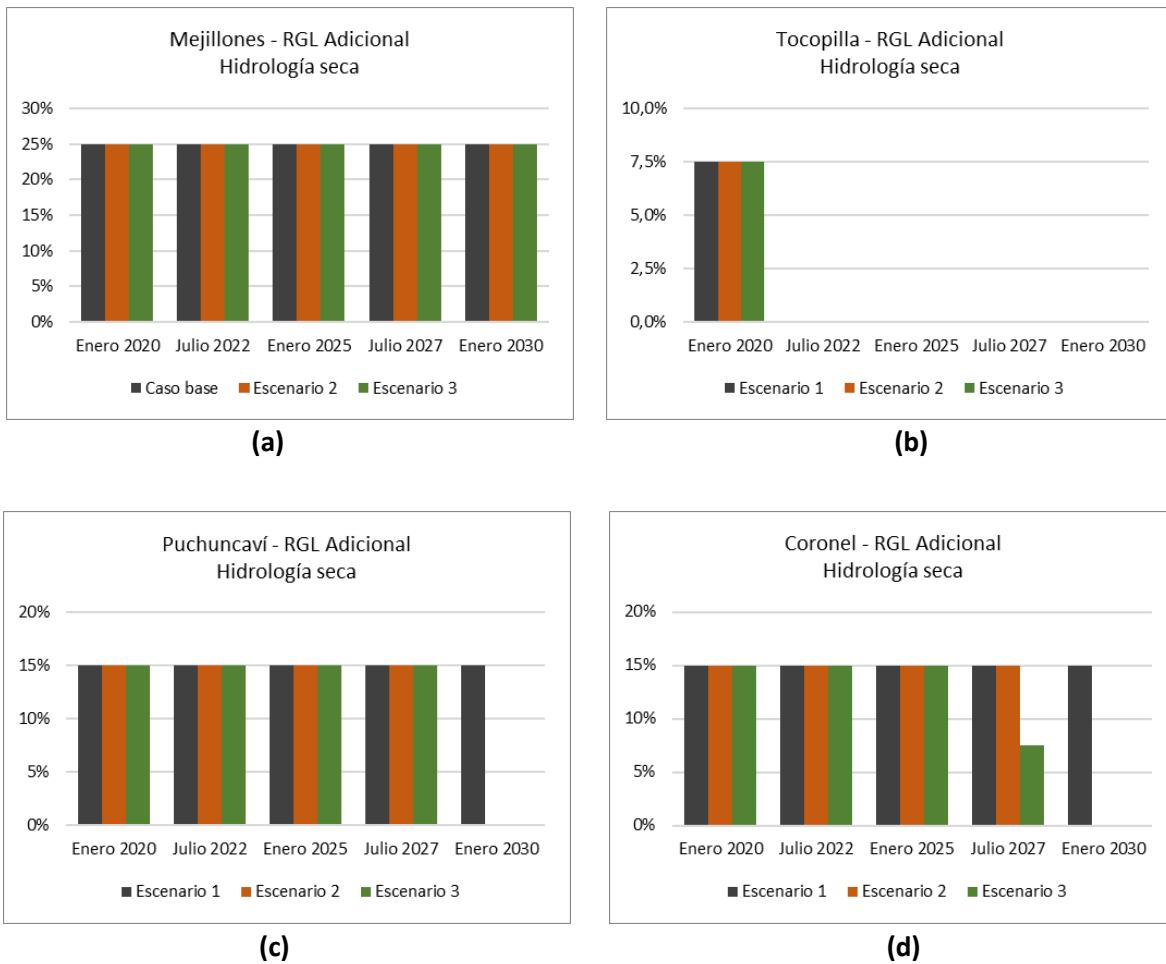 Mejillones - RGL Adicional
Hidrología seca
30%
25%
20%
15%
10%
5%
0%
Enero 2020 Julio 2022 Enero 2025 Julio 2027 Enero 2030
Caso base Escenario 2 Escenario 3
(a)
Tocopilla - RGL Adicional
Hidrología seca
10,0%
7,5%
5,0%
2,5%
0,0%
Enero 2020 Julio 2022 Enero 2025 Julio 2027 Enero 2030
Escenario 1 Escenario 2 Escenario 3
(b)
Puchuncaví - RGL Adicional
Hidrología seca
20%
15%
10%
5%
0%
Enero 2020 Julio 2022 Enero 2025 Julio 2027 Enero 2030
Escenario 1 Escenario 2 Escenario 3
(c)
Coronel - RGL Adicional
Hidrología seca
20%
15%
10%
5%
0%
Enero 2020 Julio 2022 Enero 2025 Julio 2027 Enero 2030
Escenario 1 Escenario 2 Escenario 3
(d)